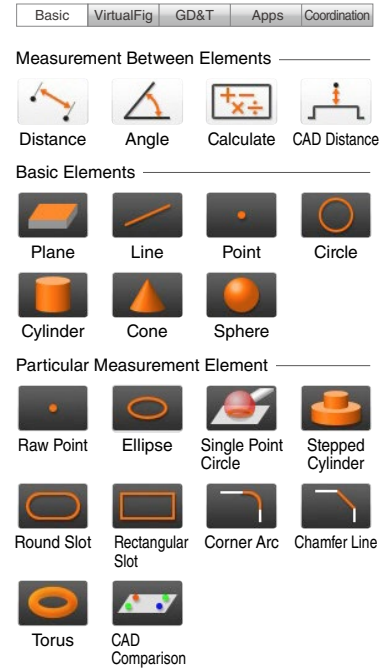 Basic VirtualFig GD&T Apps Coordination
Measurement Between Elements
Distance Angle Calculate CAD Distance
Basic Elements
Plane Line Point Circle
Cylinder Cone Sphere
Particular Measurement Element
Raw Point Ellipse Single Point Circle Stepped Cylinder
Round Slot Rectangular Slot Corner Arc Chamfer Line
Torus CAD Comparison